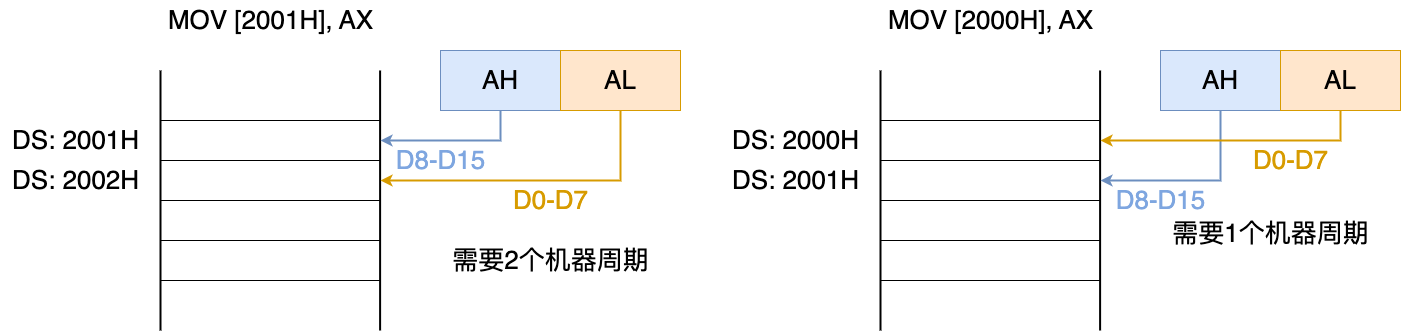 MOV [2001H], AX
AH
AL
DS: 2001H
D8-D15
DS: 2002H
D0-D7
需要2个机器周期
MOV [2000H], AX
AH
AL
DS: 2000H
D0-D7
DS: 2001H
D8-D15
需要1个机器周期